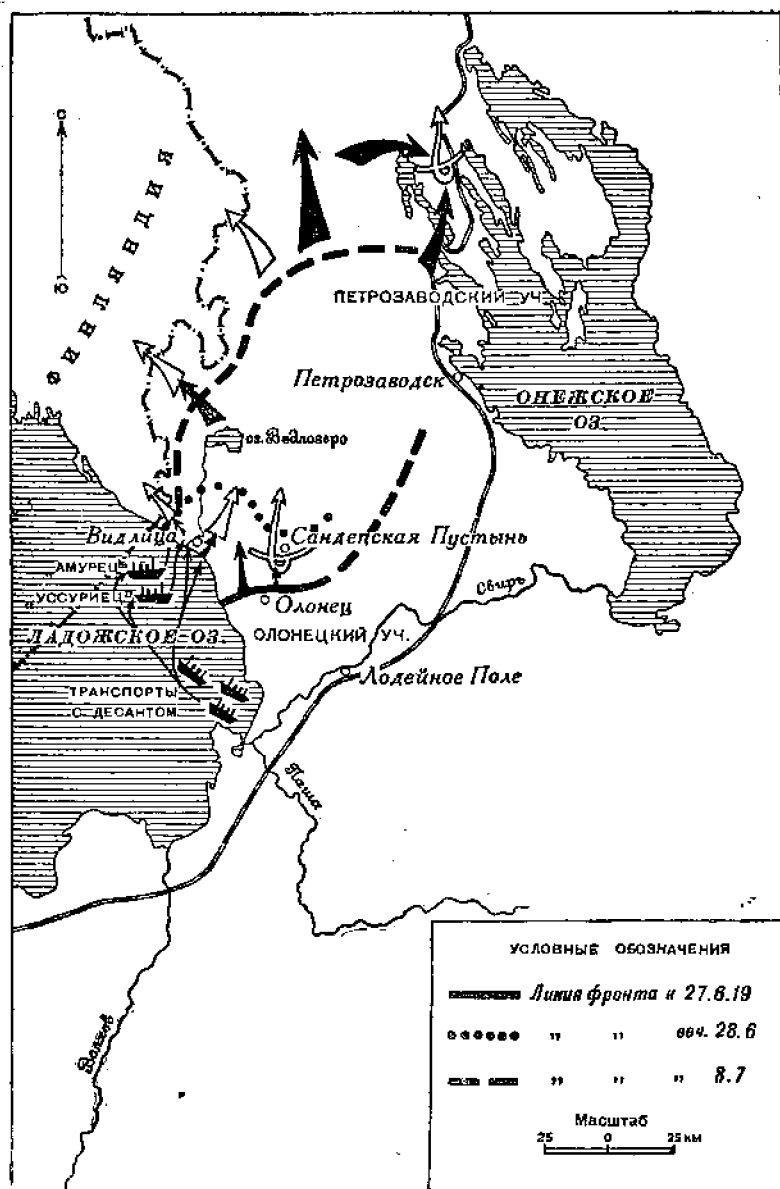 С
Ю
ФИНЛЯНДИЯ
ПЕТРОЗАВОДСКИЙ УЧ.
Петрозаводск
ОНЕЖСКОЕ
ОЗ.
оз. Ведлозеро
Видлица
Сандепская Пустынь
„АМУРЕЦ"
„УССУРИЕЦ"
Олонец
Свирь
ЛАДОЖСКОЕ ОЗ.
ОЛОНЕЦКИЙ УЧ.
Лодейное Поле
ТРАНСПОРТЫ
С ДЕСАНТОМ
Паша
Волхов
УСЛОВНЫЕ ОБОЗНАЧЕНИЯ
Линия фронта к 27.6.19
„ „ веч. 28.6
„ „ „ 8.7
Масштаб
25 0 25 км